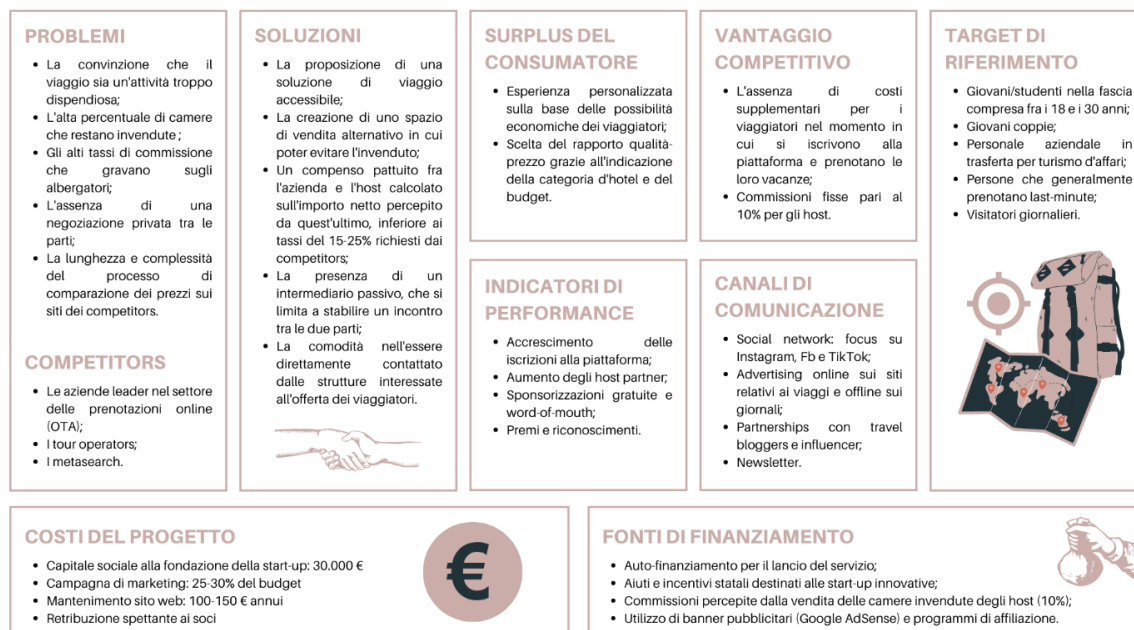 PROBLEMI
• La convinzione che il
viaggio sia un'attività troppo
dispendiosa;
• L'alta percentuale di camere
che restano invendute ;
• Gli alti tassi di commissione
che gravano sugli
albergatori;
• L'assenza di una
negoziazione privata tra le
parti;
• La lunghezza e complessità
del processo di
comparazione dei prezzi sui
siti dei competitors.
COMPETITORS
• Le aziende leader nel settore
delle prenotazioni online
(OTA);
• I tour operators;
• I metasearch.
SOLUZIONI
• La proposizione di una
soluzione di viaggio
accessibile;
• La creazione di uno spazio
di vendita alternativo in cui
poter evitare l'invenduto;
• Un compenso pattuito fra
l'azienda e l'host calcolato
sull'importo netto percepito
da quest'ultimo, inferiore ai
tassi del 15-25% richiesti dai
competitors;
• La presenza di un
intermediario passivo, che si
limita a stabilire un incontro
tra le due parti;
• La comodità nell'essere
direttamente contattato
dalle strutture interessate
all'offerta dei viaggiatori.
SURPLUS DEL
CONSUMATORE
• Esperienza personalizzata
sulla base delle possibilità
economiche dei viaggiatori;
• Scelta del rapporto qualità-
prezzo grazie all'indicazione
della categoria d'hotel e del
budget.
INDICATORI DI
PERFORMANCE
• Accrescimento delle
iscrizioni alla piattaforma;
• Aumento degli host partner;
• Sponsorizzazioni gratuite e
word-of-mouth;
• Premi e riconoscimenti.
VANTAGGIO
COMPETITIVO
• L'assenza di costi
supplementari per i
viaggiatori nel momento in
cui si iscrivono alla
piattaforma e prenotano le
loro vacanze;
• Commissioni fisse pari al
10% per gli host.
CANALI DI
COMUNICAZIONE
• Social network: focus su
Instagram, Fb e TikTok;
• Advertising online sui siti
relativi ai viaggi e offline sui
giornali;
• Partnerships con travel
bloggers e influencer;
• Newsletter.
TARGET DI
RIFERIMENTO
• Giovani/studenti nella fascia
compresa fra i 18 e i 30 anni;
• Giovani coppie;
• Personale aziendale in
trasferta per turismo d'affari;
• Persone che generalmente
prenotano last-minute;
• Visitatori giornalieri.
COSTI DEL PROGETTO
• Capitale sociale alla fondazione della start-up: 30.000 €
• Campagna di marketing: 25-30% del budget
• Mantenimento sito web: 100-150 € annui
• Retribuzione spettante ai soci
€
FONTI DI FINANZIAMENTO
• Auto-finanziamento per il lancio del servizio;
• Aiuti e incentivi statali destinati alle start-up innovative;
• Commissioni percepite dalla vendita delle camere invendute degli host (10%);
• Utilizzo di banner pubblicitari (Google AdSense) e programmi di affiliazione.